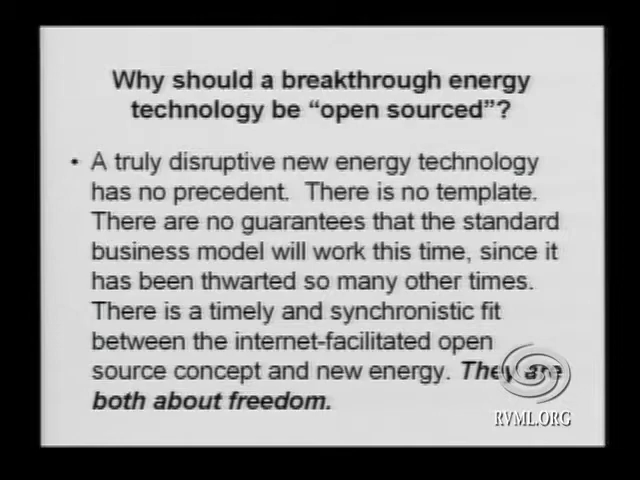 Why should a breakthrough energy
technology be “open sourced”?
• A truly disruptive new energy technology
has no precedent.  There is no template.
There are no guarantees that the standard
business model will work this time, since it
has been thwarted so many other times.
There is a timely and synchronistic fit
between the internet-facilitated open
source concept and new energy. They are
both about freedom.
RVML.ORG